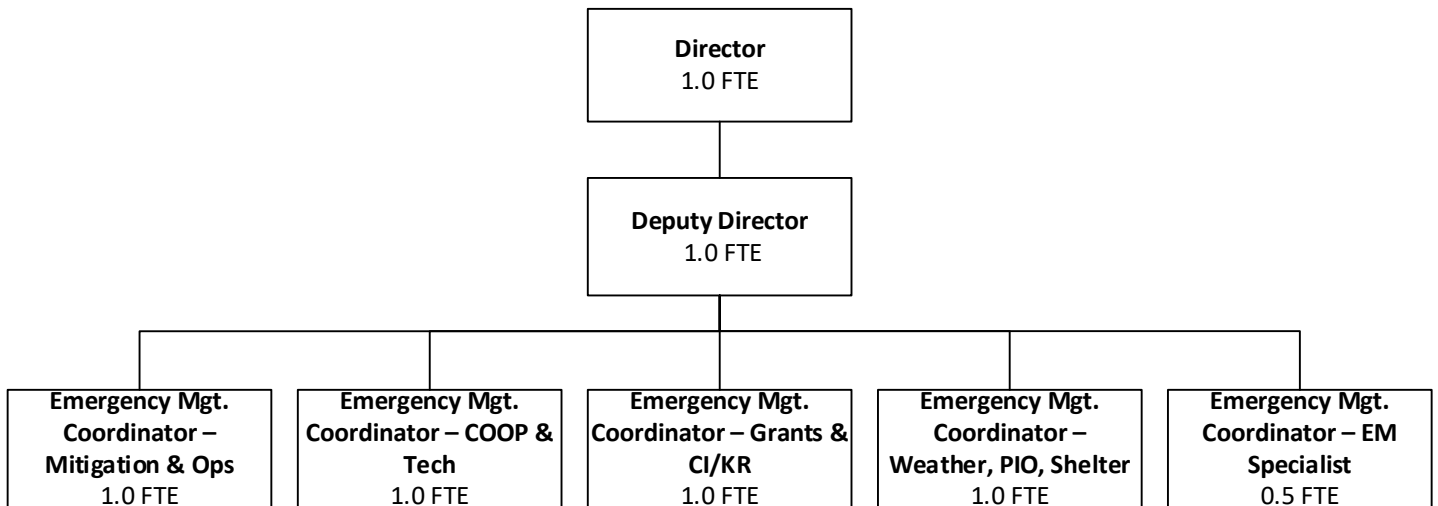 Director
1.0 FTE
Deputy Director
1.0 FTE
Emergency Mgt.
Coordinator –
Mitigation & Ops
1.0 FTE
Emergency Mgt.
Coordinator – COOP &
Tech
1.0 FTE
Emergency Mgt.
Coordinator – Grants &
CI/KR
1.0 FTE
Emergency Mgt.
Coordinator –
Weather, PIO, Shelter
1.0 FTE
Emergency Mgt.
Coordinator – EM
Specialist
0.5 FTE